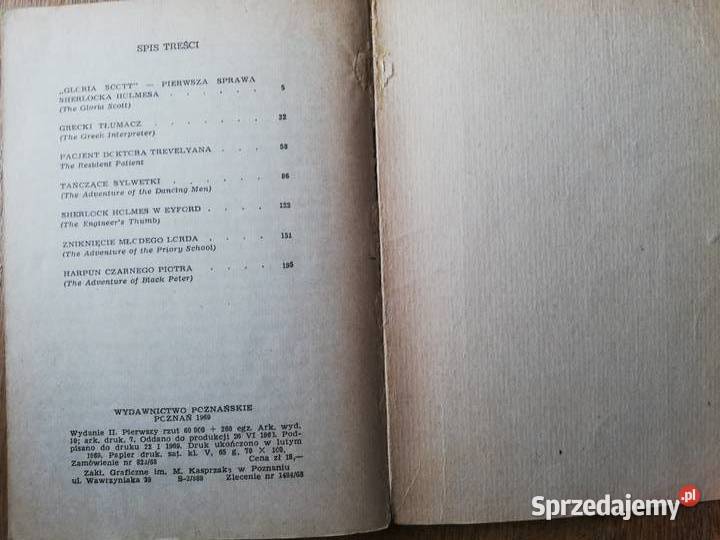 SPIS TREŚCI
„GLORIA SCOTT" — PIERWSZA SPRAWA
SHERLOCKA HOLMESA . . . . . . 5
(The Gloria Scott)
GRECKI TŁUMACZ . . . . . 32
(The Greek Interpreter)
PACJENT DOKTORA TREVELYANA . . . 58
The Resident Patient
TAŃCZĄCE SYLWETKI . . . . . 86
(The Adventure of the Dancing Men)
SHERLOCK HOLMES W EYFORD . . . . 122
(The Engineer's Thumb)
ZNIKNIĘCIE MŁODEGO LORDA . . . . 151
(The Adventure of the Priory School)
HARPUN CZARNEGO PIOTRA . . . . 195
(The Adventure of Black Peter)
WYDAWNICTWO POZNAŃSKIE
POZNAŃ 1969
Wydanie II. Pierwszy rzut 60 000 + 260 egz. Ark. wyd.
10; ark. druk. 7. Oddano do produkcji 26 VI 1968. Pod-
pisano do druku 22 I 1969. Druk ukończono w lutym
1969. Papier druk. sat. kl. V, 65 g, 70 X 100.
Zamówienie nr 823/68 Cena zł 18,—
Zakł. Graficzne im. M. Kasprzaka w Poznaniu
ul. Wawrzyniaka 39 Zlecenie nr 1494/68
Sprzedajemy.pl